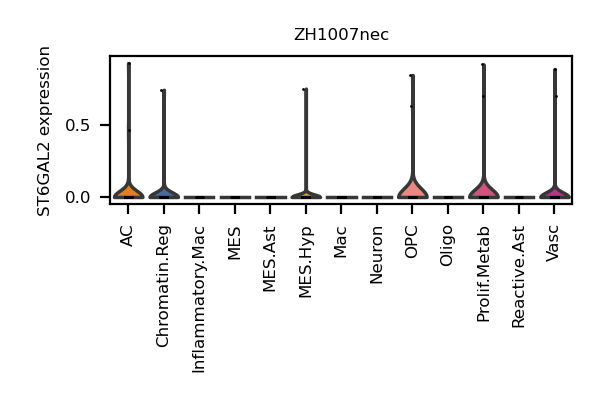 ZH1007nec
ST6GAL2 expression
0.5
0.0
AC
Chromatin.Reg
Inflammatory.Mac
MES
MES.Ast
MES.Hyp
Mac
Neuron
OPC
Oligo
Prolif.Metab
Reactive.Ast
Vasc